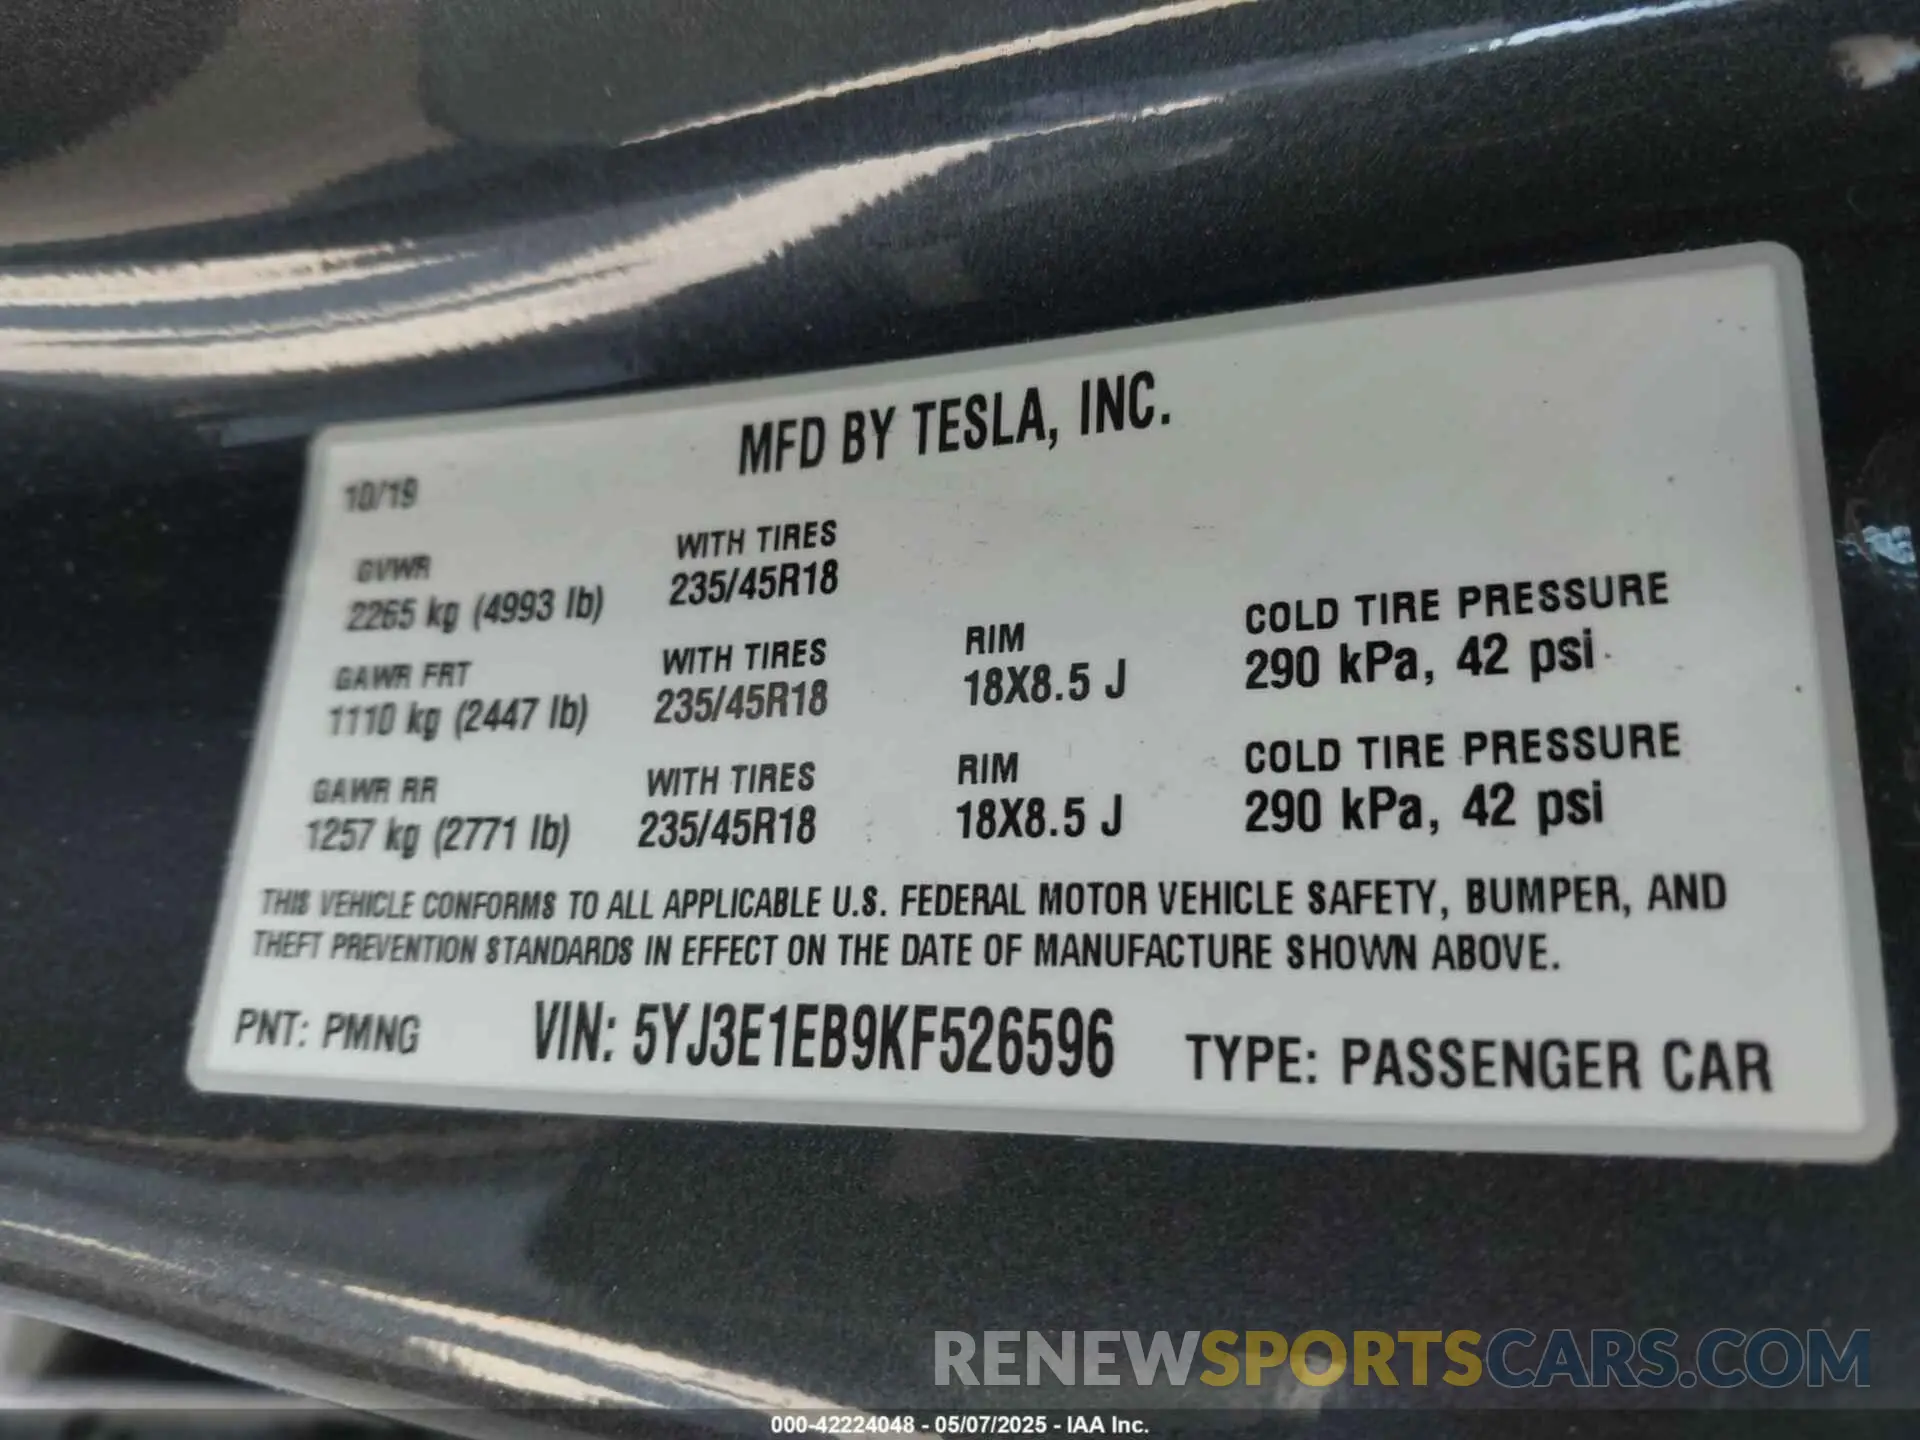 MFD BY TESLA, INC.
10/19
GVWR WITH TIRES
2265 kg (4993 lb) 235/45R18
GAWR FRT WITH TIRES RIM COLD TIRE PRESSURE
1110 kg (2447 lb) 235/45R18 18X8.5 J 290 kPa, 42 psi
GAWR RR WITH TIRES RIM COLD TIRE PRESSURE
1257 kg (2771 lb) 235/45R18 18X8.5 J 290 kPa, 42 psi
THIS VEHICLE CONFORMS TO ALL APPLICABLE U.S. FEDERAL MOTOR VEHICLE SAFETY, BUMPER, AND
THEFT PREVENTION STANDARDS IN EFFECT ON THE DATE OF MANUFACTURE SHOWN ABOVE.
PNT: PMNG VIN: 5YJ3E1EB9KF526596 TYPE: PASSENGER CAR
RENEWSPORTSCARS.COM
000-42224048 - 05/07/2025 - IAA Inc.